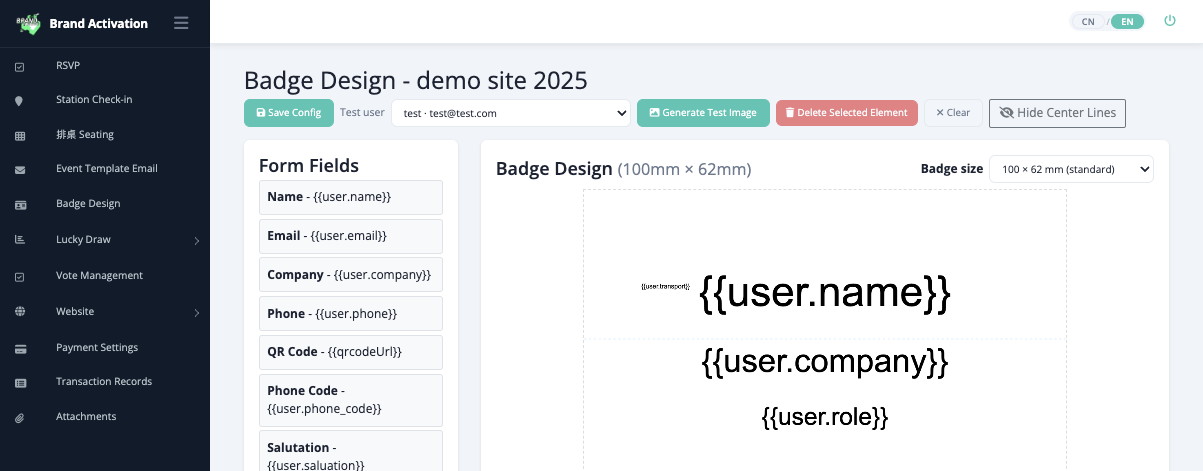 Brand Activation
CN / EN
RSVP
Station Check-in
排桌 Seating
Event Template Email
Badge Design
Lucky Draw
Vote Management
Website
Payment Settings
Transaction Records
Attachments
Badge Design - demo site 2025
Save Config
Test user
test · test@test.com
Generate Test Image
Delete Selected Element
✕ Clear
Hide Center Lines
Form Fields
Name - {{user.name}}
Email - {{user.email}}
Company - {{user.company}}
Phone - {{user.phone}}
QR Code - {{qrcodeUrl}}
Phone Code -
{{user.phone_code}}
Salutation -
{{user.saluation}}
Badge Design (100mm × 62mm)
Badge size
100 × 62 mm (standard)
{{user.transport}}
{{user.name}}
{{user.company}}
{{user.role}}